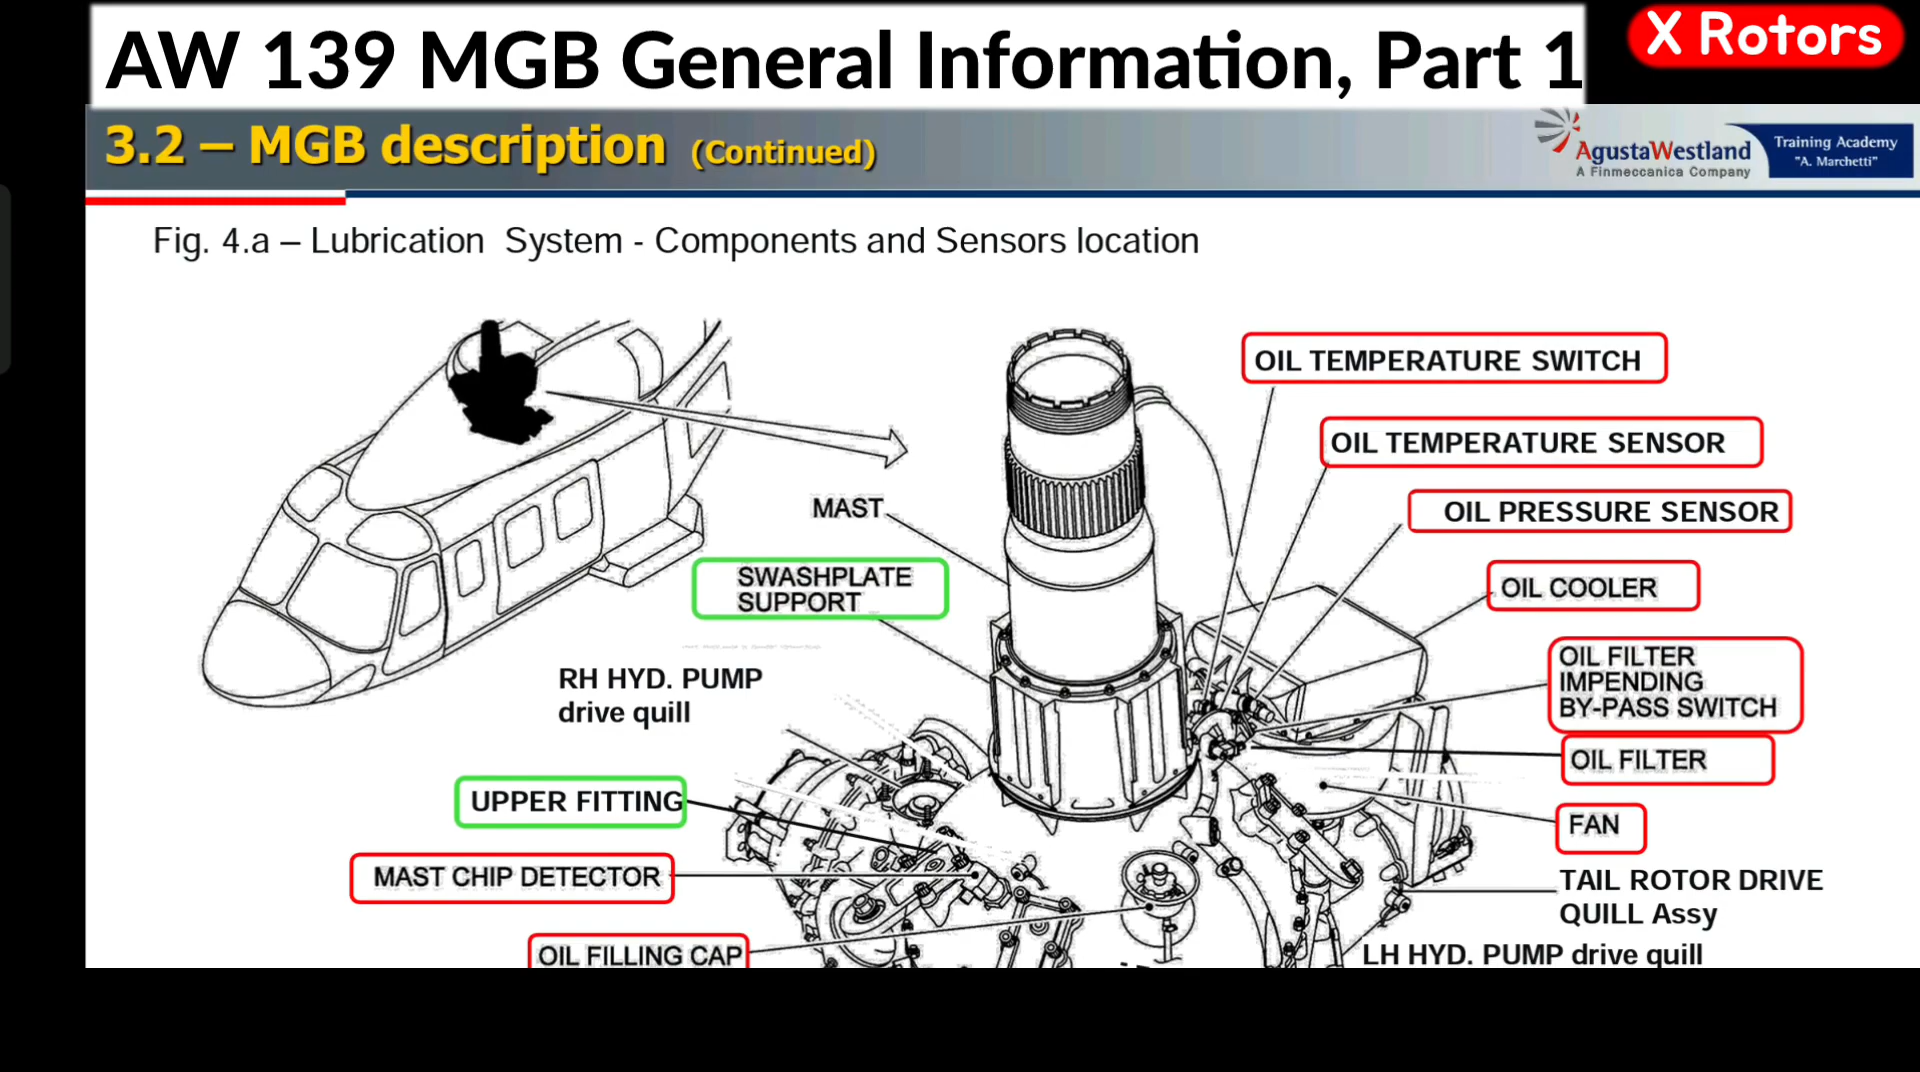 AW 139 MGB General Information, Part 1
X Rotors
3.2 – MGB description (Continued)
AgustaWestland
A Finmeccanica Company
Training Academy
"A. Marchetti"
Fig. 4.a – Lubrication System - Components and Sensors location
OIL TEMPERATURE SWITCH
OIL TEMPERATURE SENSOR
OIL PRESSURE SENSOR
MAST
SWASHPLATE
SUPPORT
OIL COOLER
RH HYD. PUMP
drive quill
OIL FILTER
IMPENDING
BY-PASS SWITCH
OIL FILTER
UPPER FITTING
FAN
MAST CHIP DETECTOR
TAIL ROTOR DRIVE
QUILL Assy
OIL FILLING CAP
LH HYD. PUMP drive quill